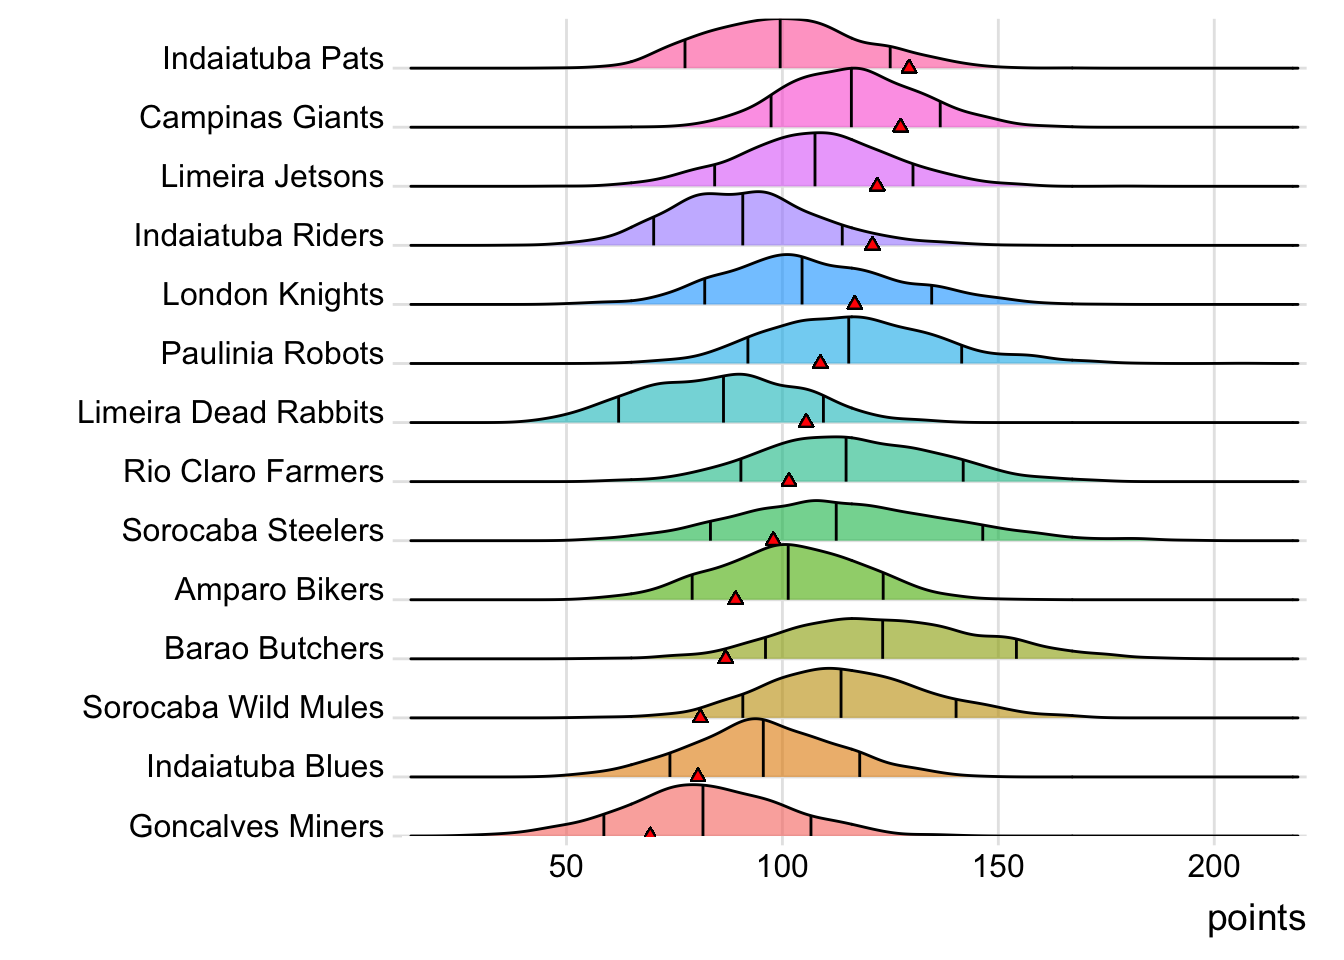 Indaiatuba Pats
Campinas Giants
Limeira Jetsons
Indaiatuba Riders
London Knights
Paulinia Robots
Limeira Dead Rabbits
Rio Claro Farmers
Sorocaba Steelers
Amparo Bikers
Barao Butchers
Sorocaba Wild Mules
Indaiatuba Blues
Goncalves Miners
50 100 150 200
points